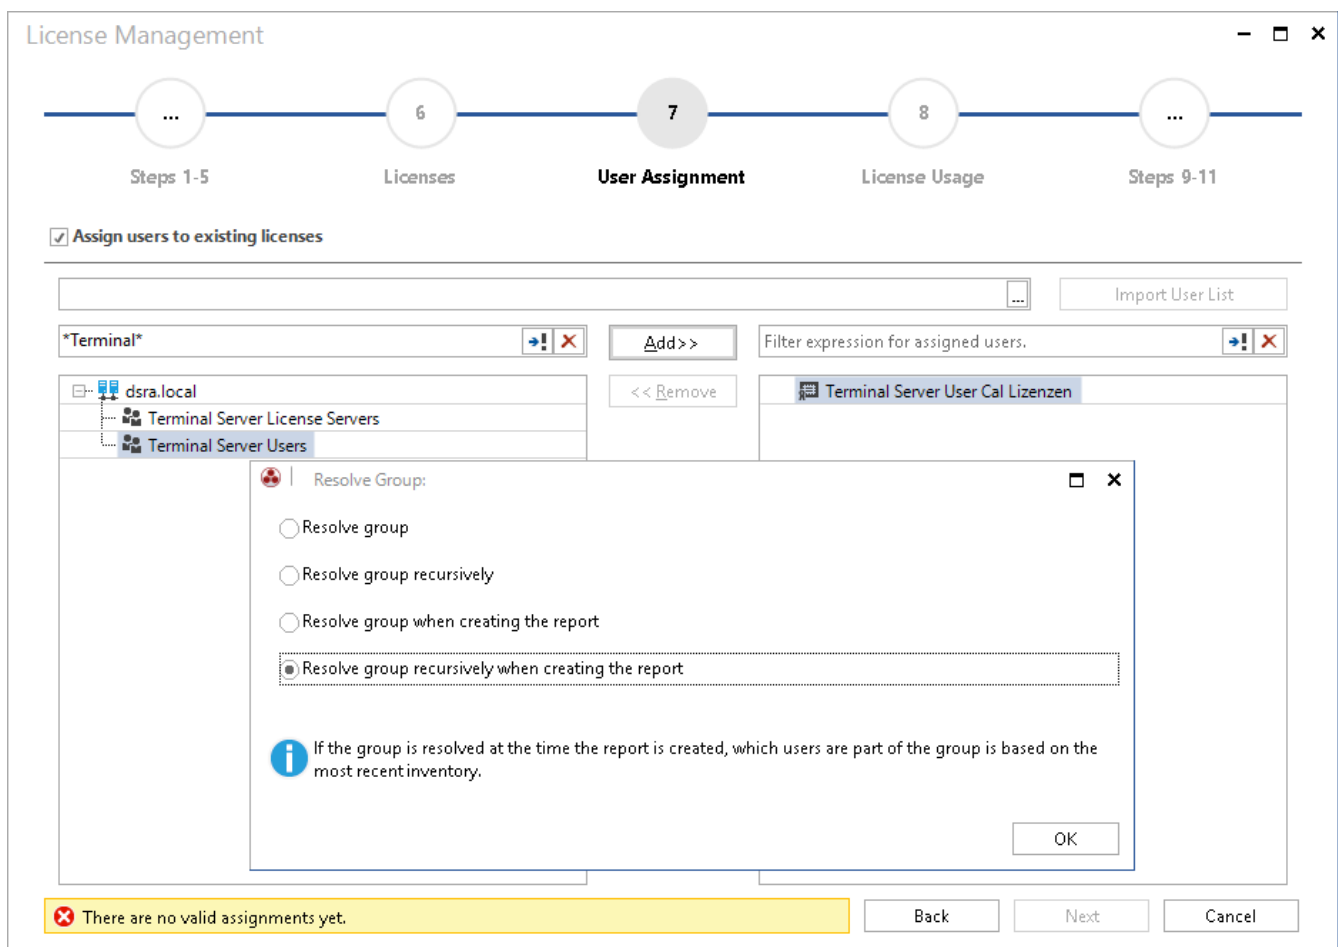 License Management
... 6 7 8 ...
Steps 1-5 Licenses User Assignment License Usage Steps 9-11
Assign users to existing licenses
... Import User List
*Terminal* Add>> Filter expression for assigned users.
dsra.local << Remove Terminal Server User Cal Lizenzen
Terminal Server License Servers
Terminal Server Users
Resolve Group:
Resolve group
Resolve group recursively
Resolve group when creating the report
Resolve group recursively when creating the report
If the group is resolved at the time the report is created, which users are part of the group is based on the
most recent inventory.
OK
There are no valid assignments yet. Back Next Cancel